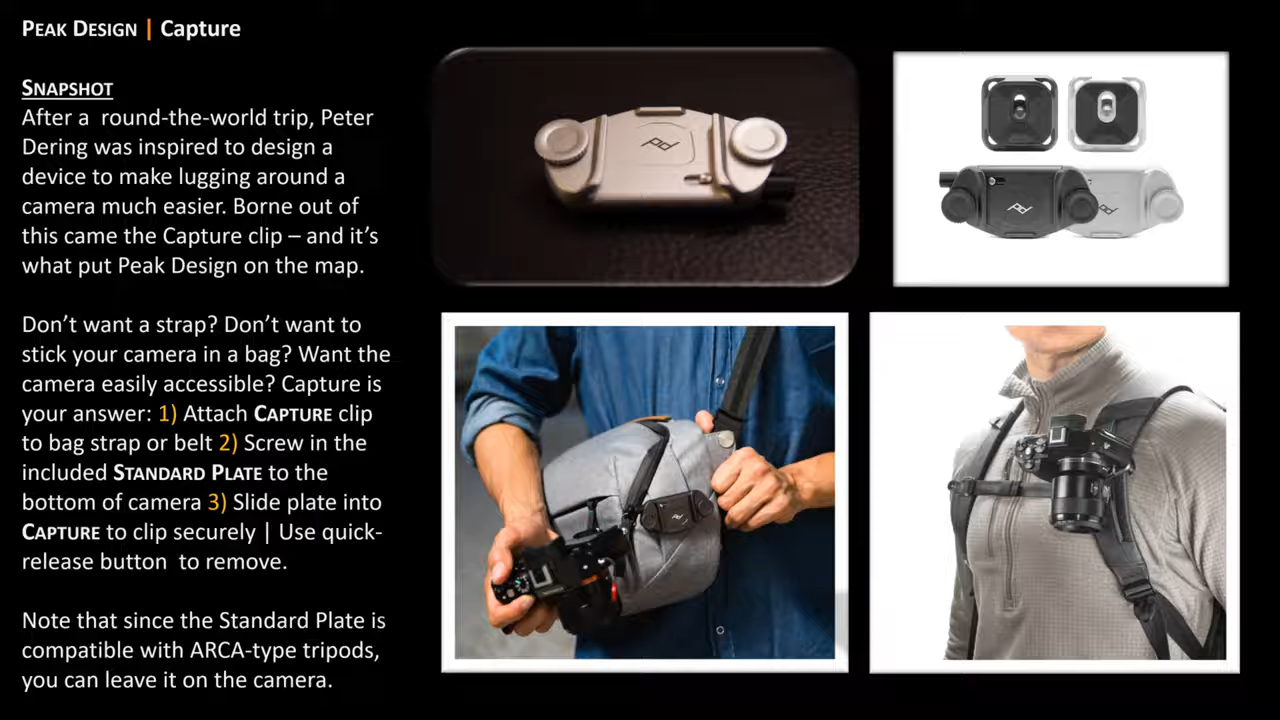 PEAK DESIGN | Capture
SNAPSHOT
After a round-the-world trip, Peter
Dering was inspired to design a
device to make lugging around a
camera much easier. Borne out of
this came the Capture clip – and it's
what put Peak Design on the map.
Don't want a strap? Don't want to
stick your camera in a bag? Want the
camera easily accessible? Capture is
your answer: 1) Attach CAPTURE clip
to bag strap or belt 2) Screw in the
included STANDARD PLATE to the
bottom of camera 3) Slide plate into
CAPTURE to clip securely | Use quick-
release button to remove.
Note that since the Standard Plate is
compatible with ARCA-type tripods,
you can leave it on the camera.